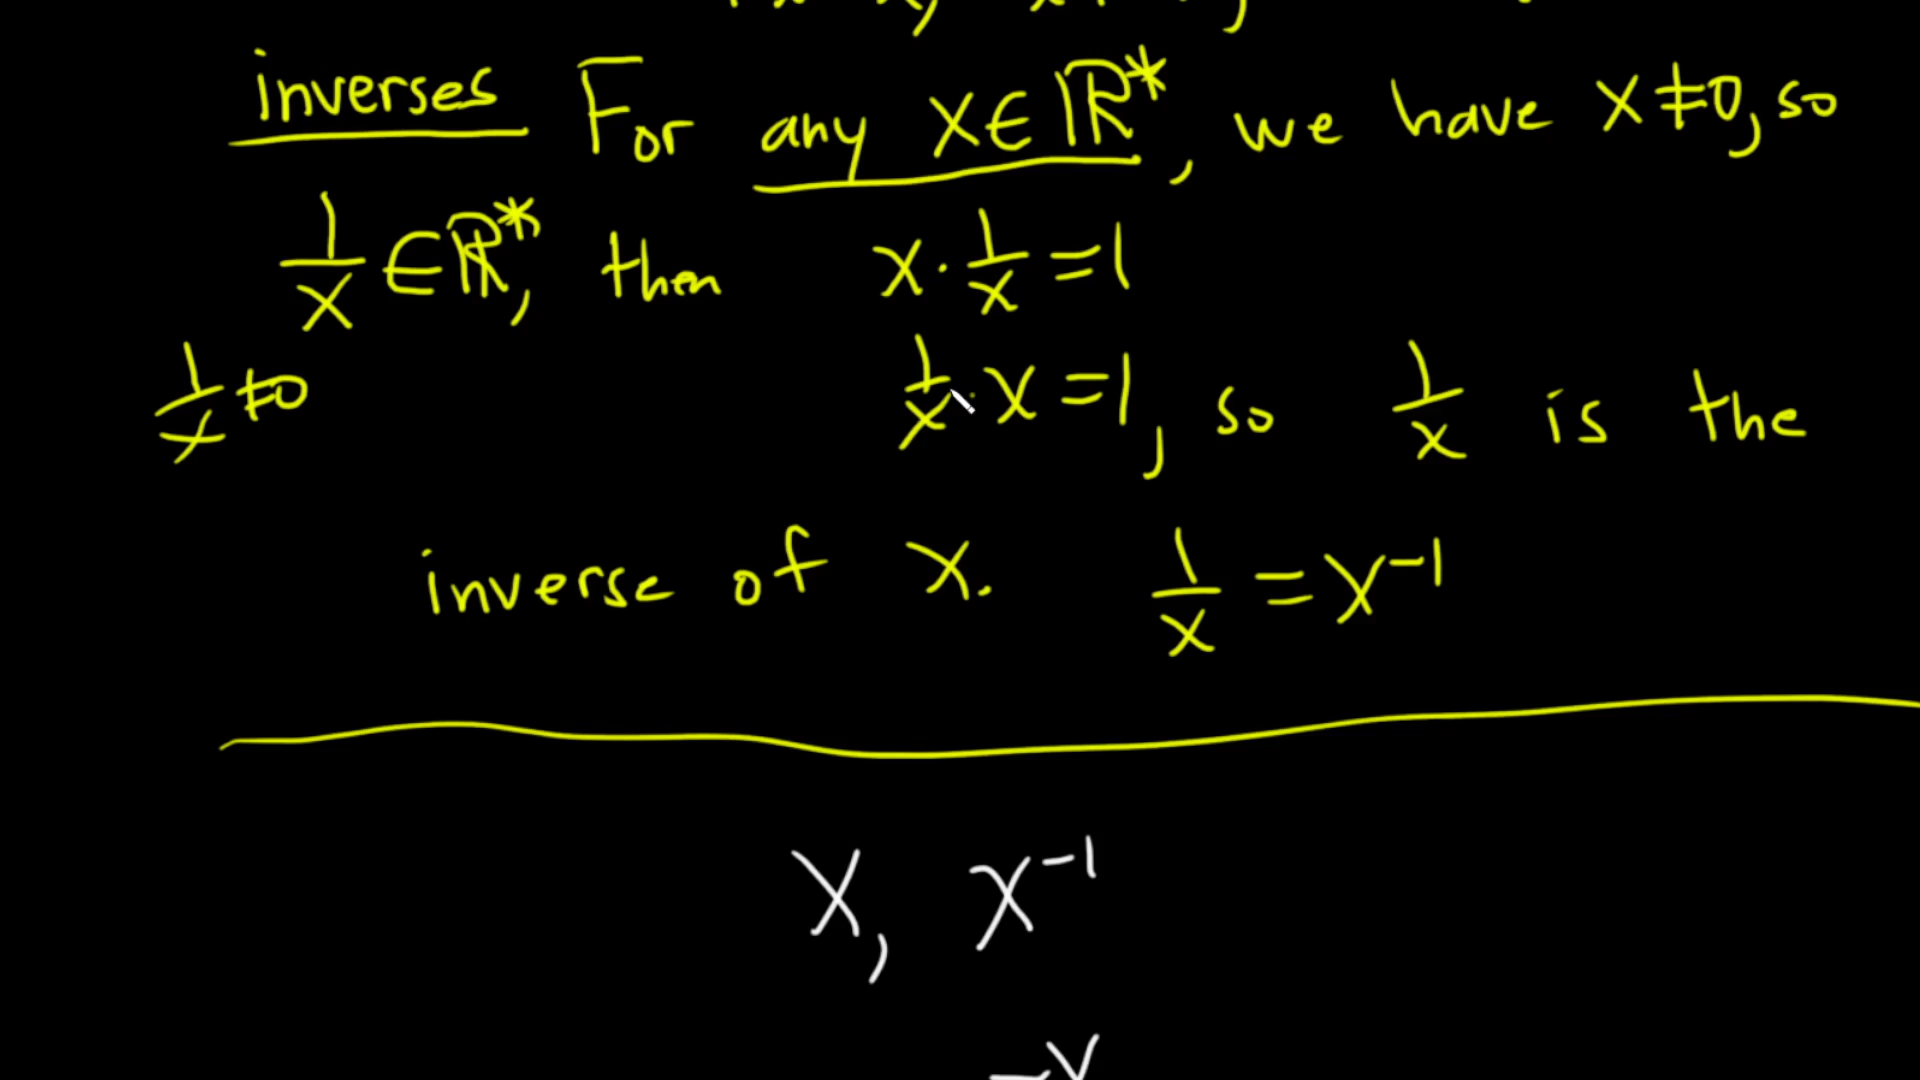 inverses For any x∈ℝ*, we have x≠0, so
1/x ∈ℝ*, then x·1/x=1
1/x≠0 1/x·x=1, so 1/x is the
inverse of x. 1/x=x⁻¹
x, x⁻¹